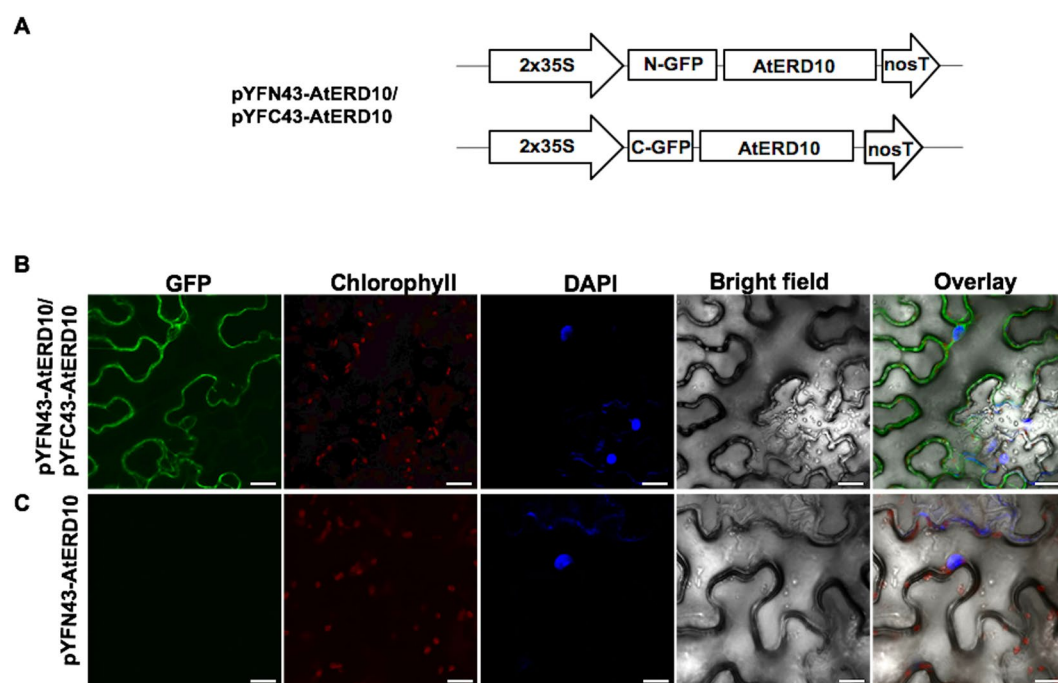 A
2x35S N-GFP AtERD10 nosT
pYFN43-AtERD10/
pYFC43-AtERD10
2x35S C-GFP AtERD10 nosT
B
GFP Chlorophyll DAPI Bright field Overlay
pYFN43-AtERD10/
pYFC43-AtERD10
C
pYFN43-AtERD10